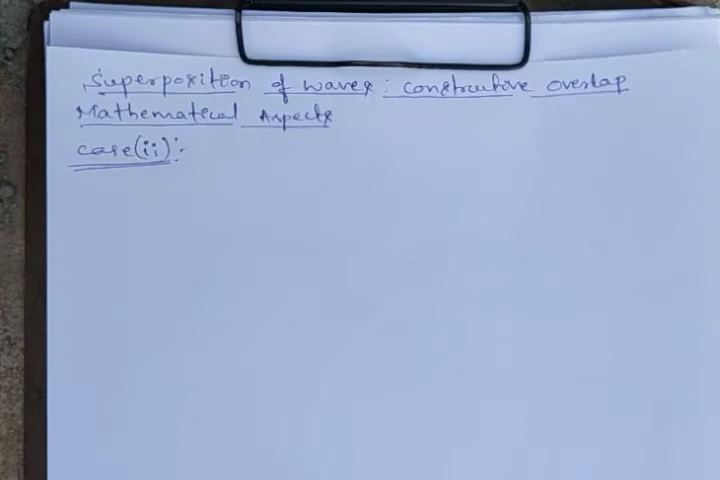 Superposition of waves: constructive overlap
Mathematical Aspects
case(ii):-